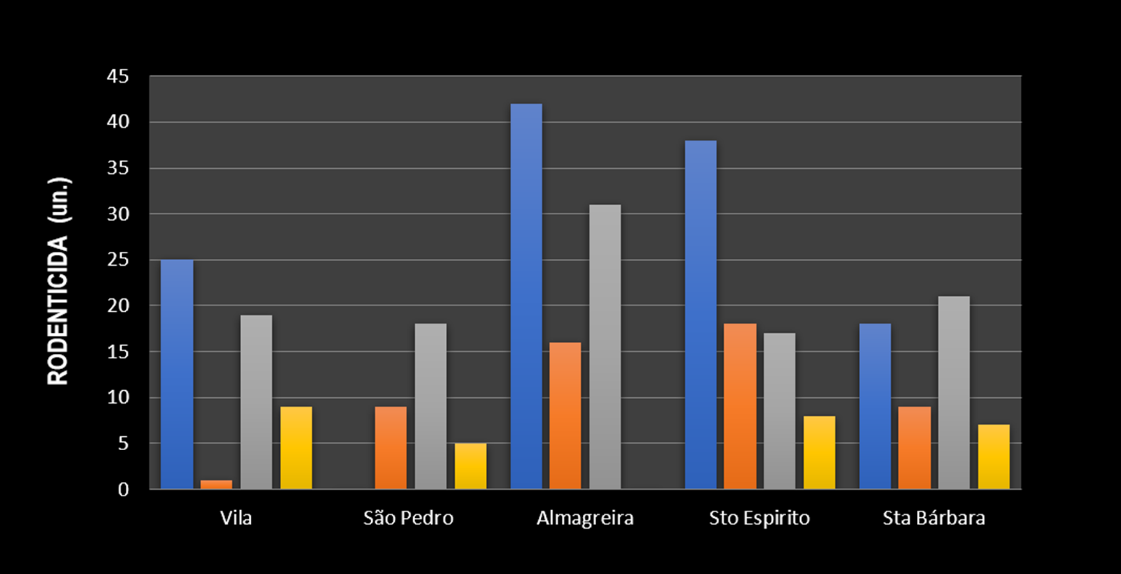 RODENTICIDA (un.)
45
40
35
30
25
20
15
10
5
0
Vila
São Pedro
Almagreira
Sto Espirito
Sta Bárbara